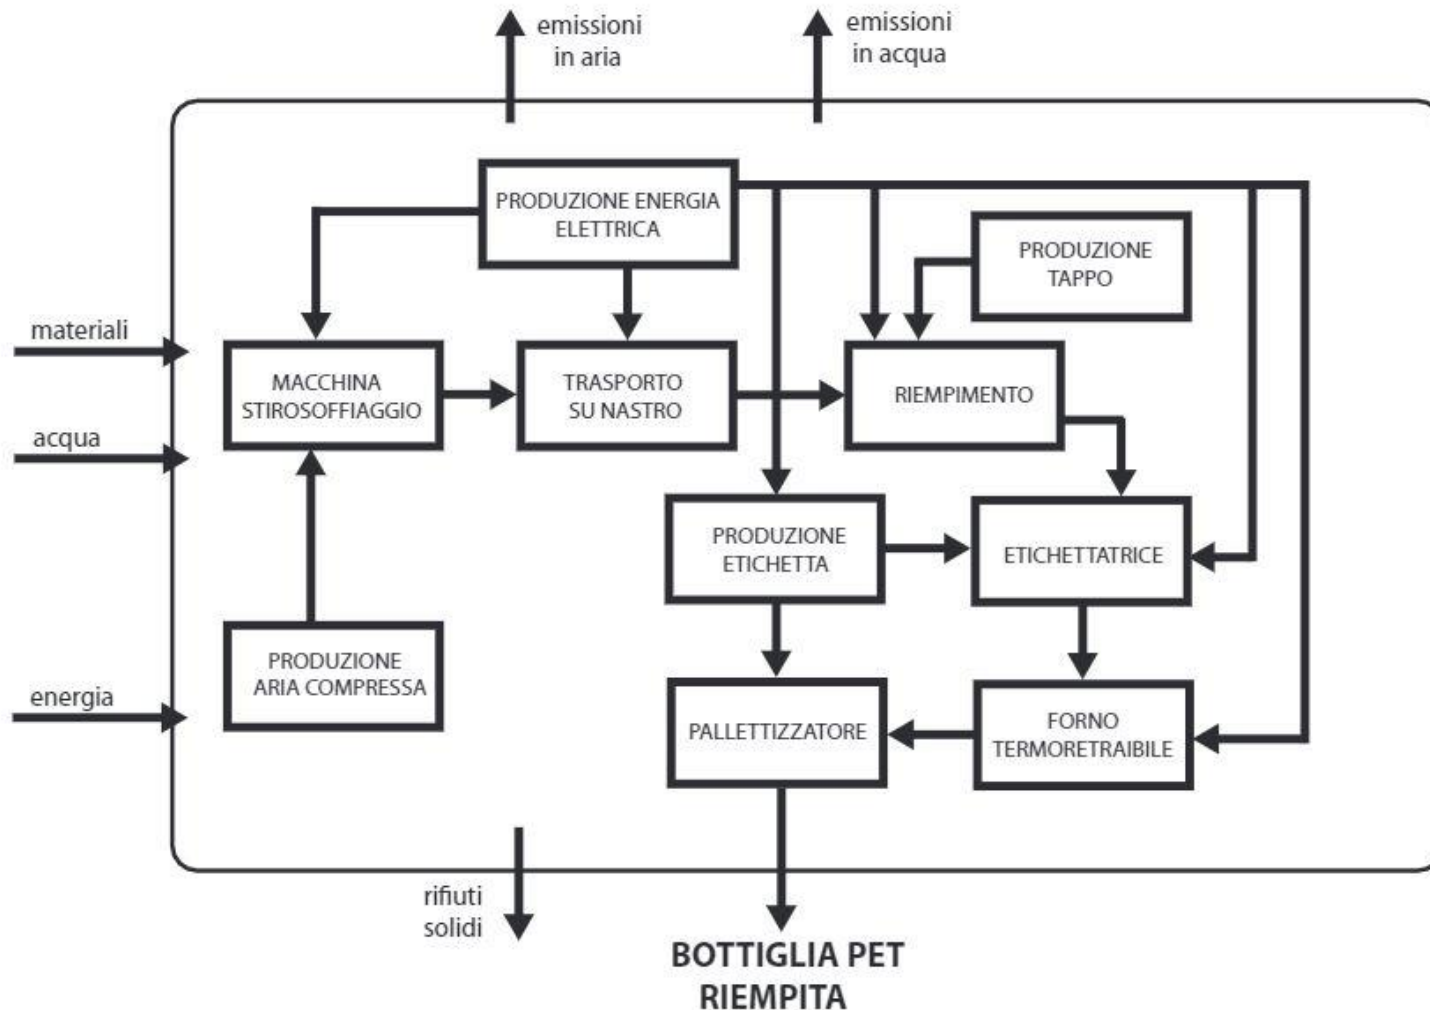 emissioni
in aria
emissioni
in acqua
PRODUZIONE ENERGIA
ELETTRICA
PRODUZIONE
TAPPO
materiali
MACCHINA
STIROSOFFIAGGIO
TRASPORTO
SU NASTRO
RIEMPIMENTO
acqua
PRODUZIONE
ETICHETTA
ETICHETTATRICE
PRODUZIONE
ARIA COMPRESSA
energia
PALLETTIZZATORE
FORNO
TERMORETRAIBILE
rifiuti
solidi
BOTTIGLIA PET
RIEMPITA